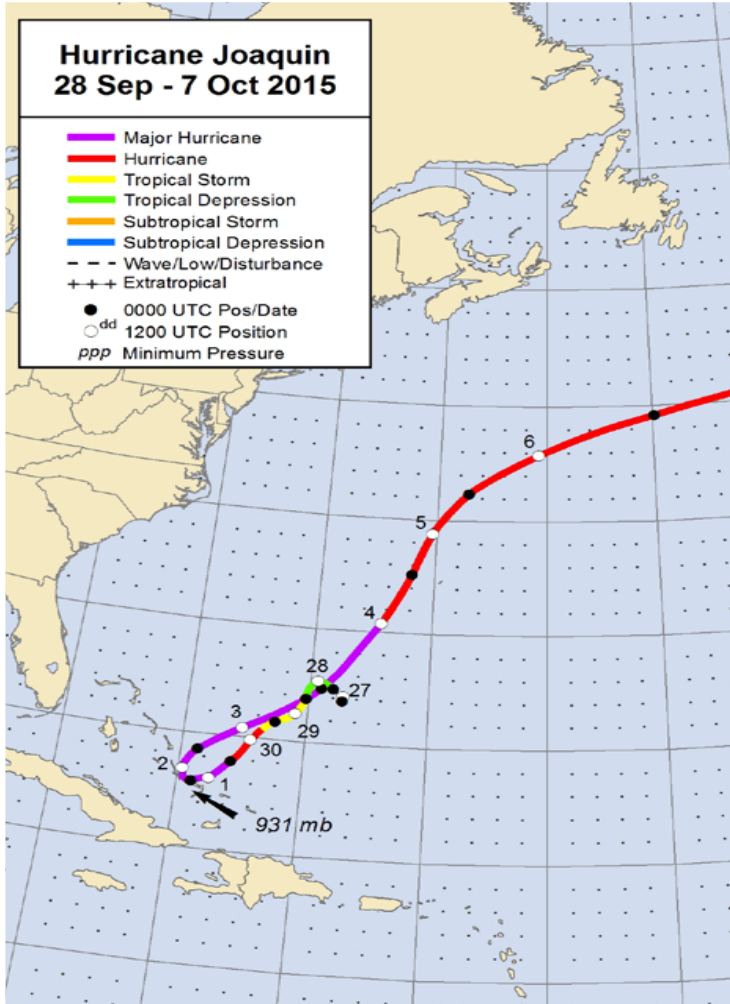 Hurricane Joaquin
28 Sep - 7 Oct 2015
Major Hurricane
Hurricane
Tropical Storm
Tropical Depression
Subtropical Storm
Subtropical Depression
Wave/Low/Disturbance
+++ Extratropical
0000 UTC Pos/Date
dd 1200 UTC Position
ppp Minimum Pressure
6
5
4
28
27
3
29
30
2
1
931 mb